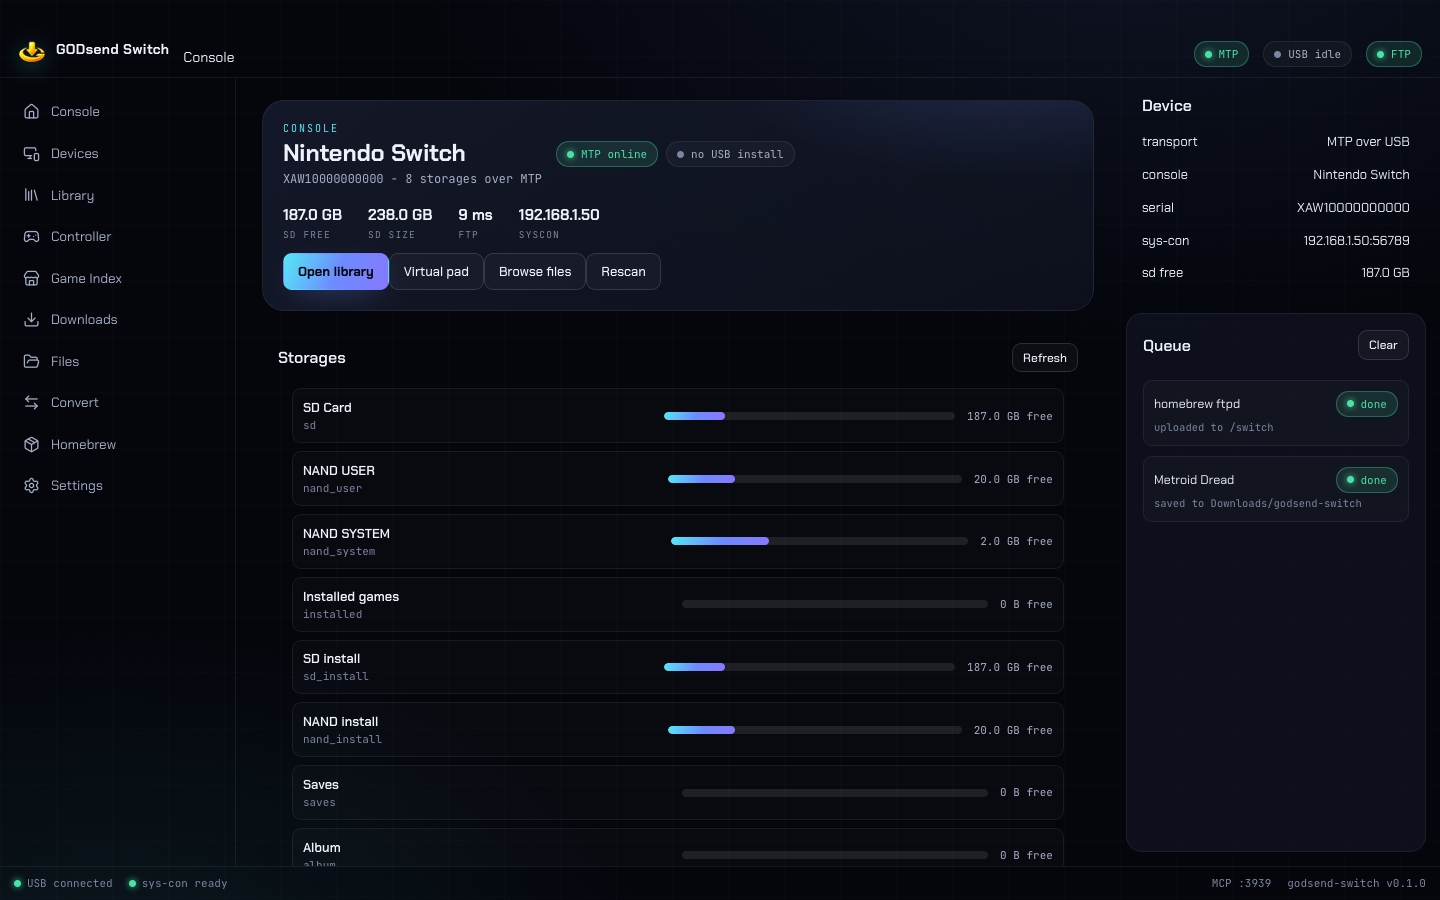 GODsend Switch
Console
MTP
USB idle
FTP
Console
Devices
Library
Controller
Game Index
Downloads
Files
Convert
Homebrew
Settings
CONSOLE
Nintendo Switch
MTP online
no USB install
XAW10000000000 - 8 storages over MTP
187.0 GB
238.0 GB
9 ms
192.168.1.50
SD FREE
SD SIZE
FTP
SYSCON
Open library
Virtual pad
Browse files
Rescan
Storages
Refresh
SD Card
sd
187.0 GB free
NAND USER
nand_user
20.0 GB free
NAND SYSTEM
nand_system
2.0 GB free
Installed games
installed
0 B free
SD install
sd_install
187.0 GB free
NAND install
nand_install
20.0 GB free
Saves
saves
0 B free
Album
album
0 B free
Device
transport MTP over USB
console Nintendo Switch
serial XAW10000000000
sys-con 192.168.1.50:56789
sd free 187.0 GB
Queue
Clear
homebrew ftpd
done
uploaded to /switch
Metroid Dread
done
saved to Downloads/godsend-switch
USB connected
sys-con ready
MCP :3939
godsend-switch v0.1.0